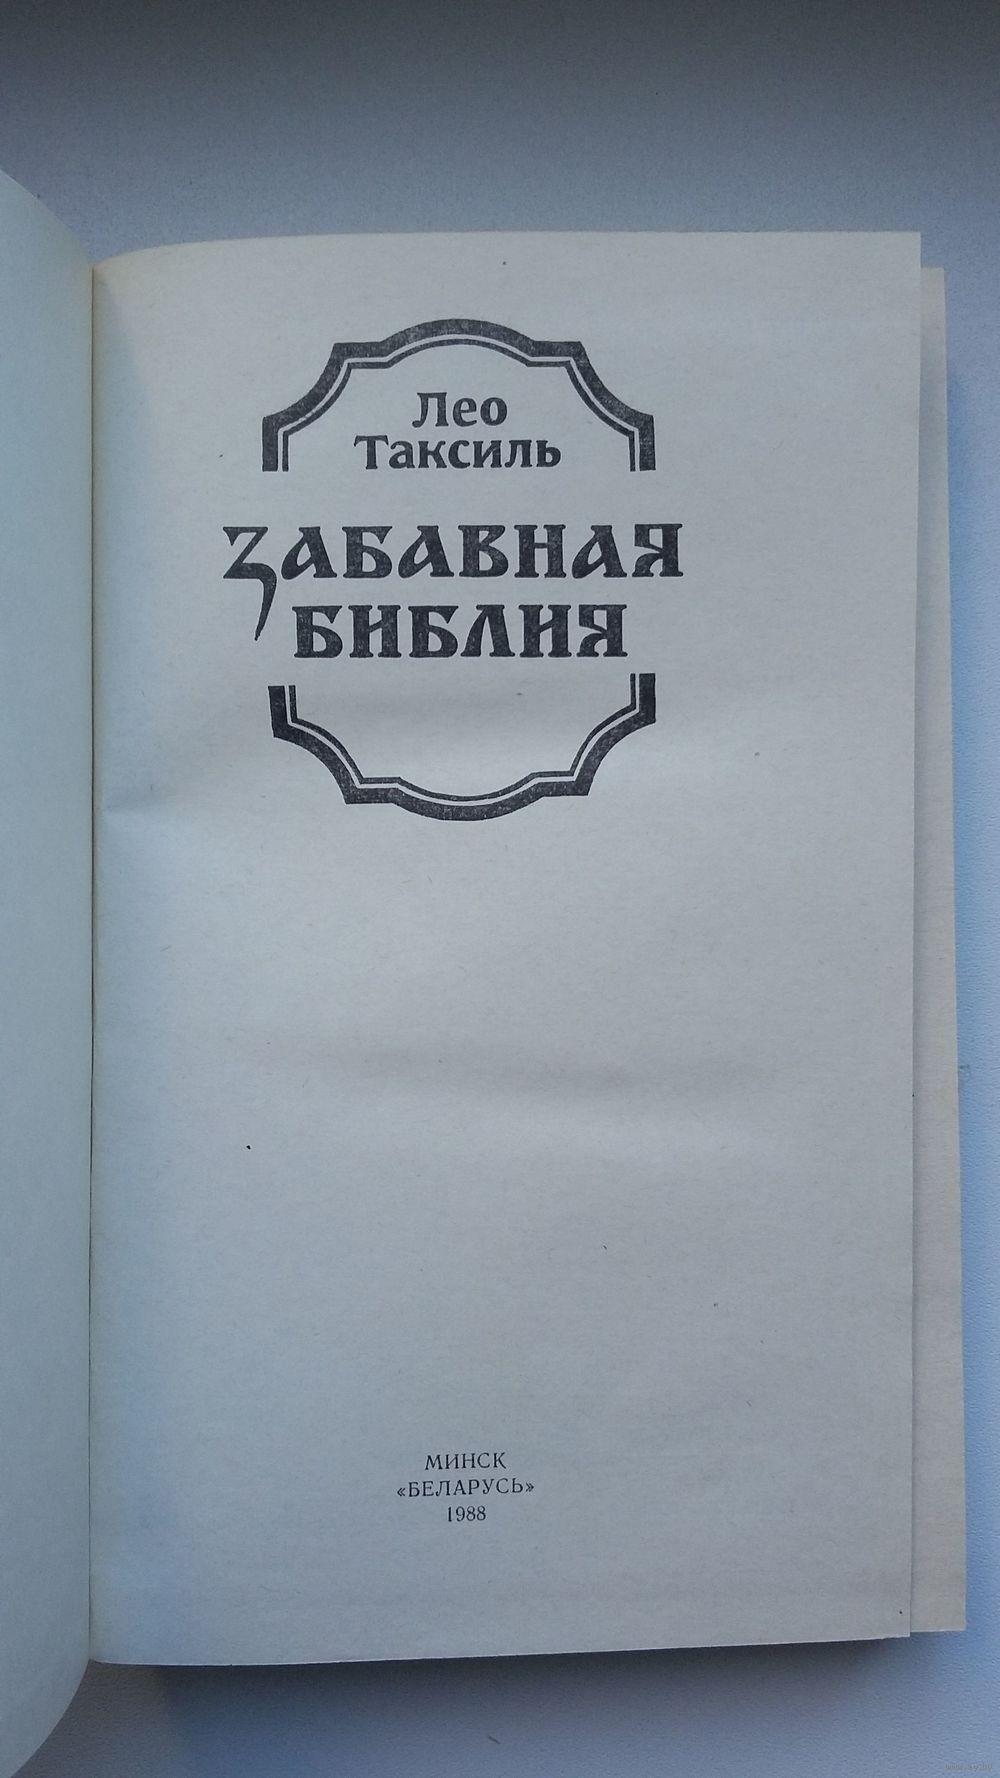 Лео
Таксиль
ЗАБАВНАЯ
БИБЛИЯ
МИНСК
«БЕЛАРУСЬ»
1988